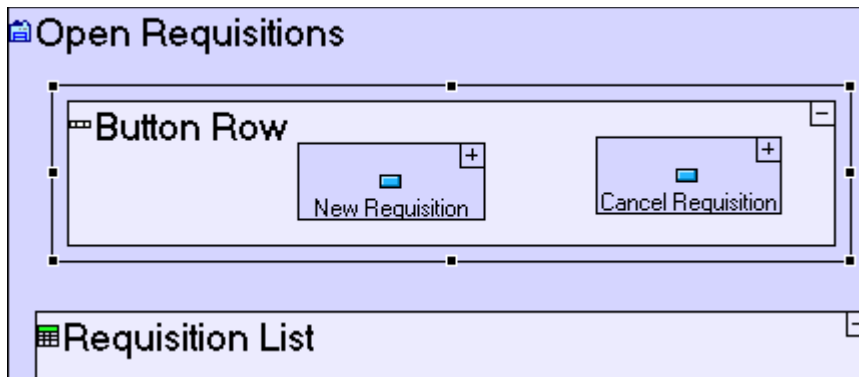 Open Requisitions
Button Row
New Requisition
Cancel Requisition
Requisition List